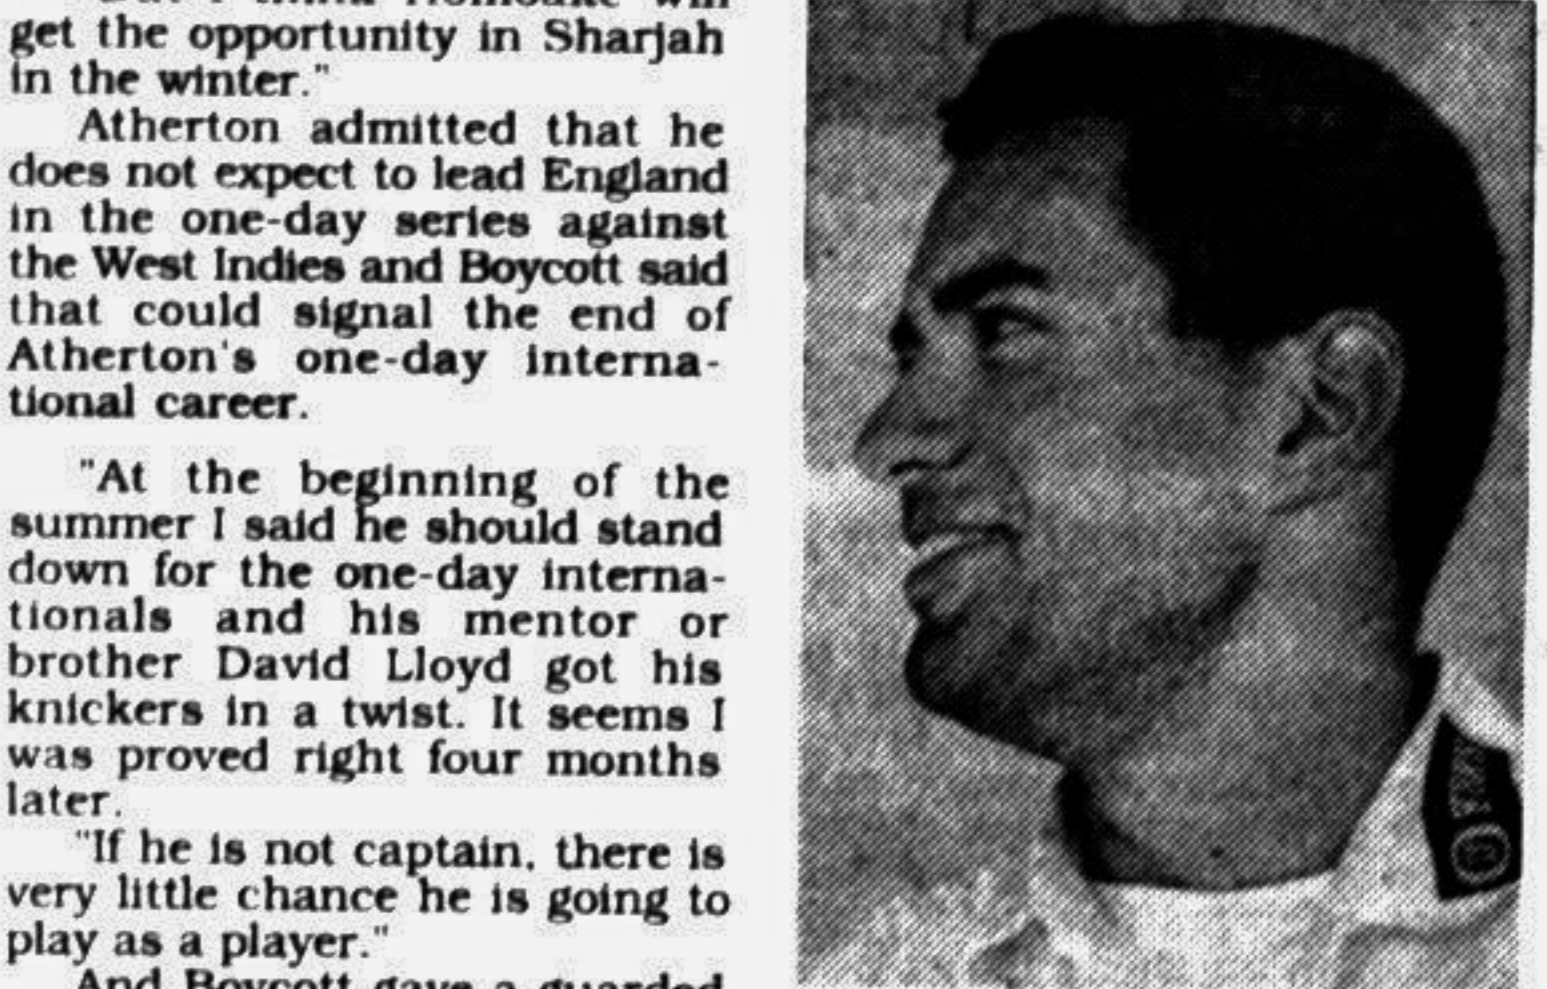 get the opportunity in Sharjah
in the winter."
Atherton admitted that he
does not expect to lead England
in the one-day series against
the West Indies and Boycott said
that could signal the end of
Atherton's one-day interna-
tional career.
"At the beginning of the
summer I said he should stand
down for the one-day interna-
tionals and his mentor or
brother David Lloyd got his
knickers in a twist. It seems I
was proved right four months
later.
"If he is not captain, there is
very little chance he is going to
play as a player."
And Boycott gave a guarded